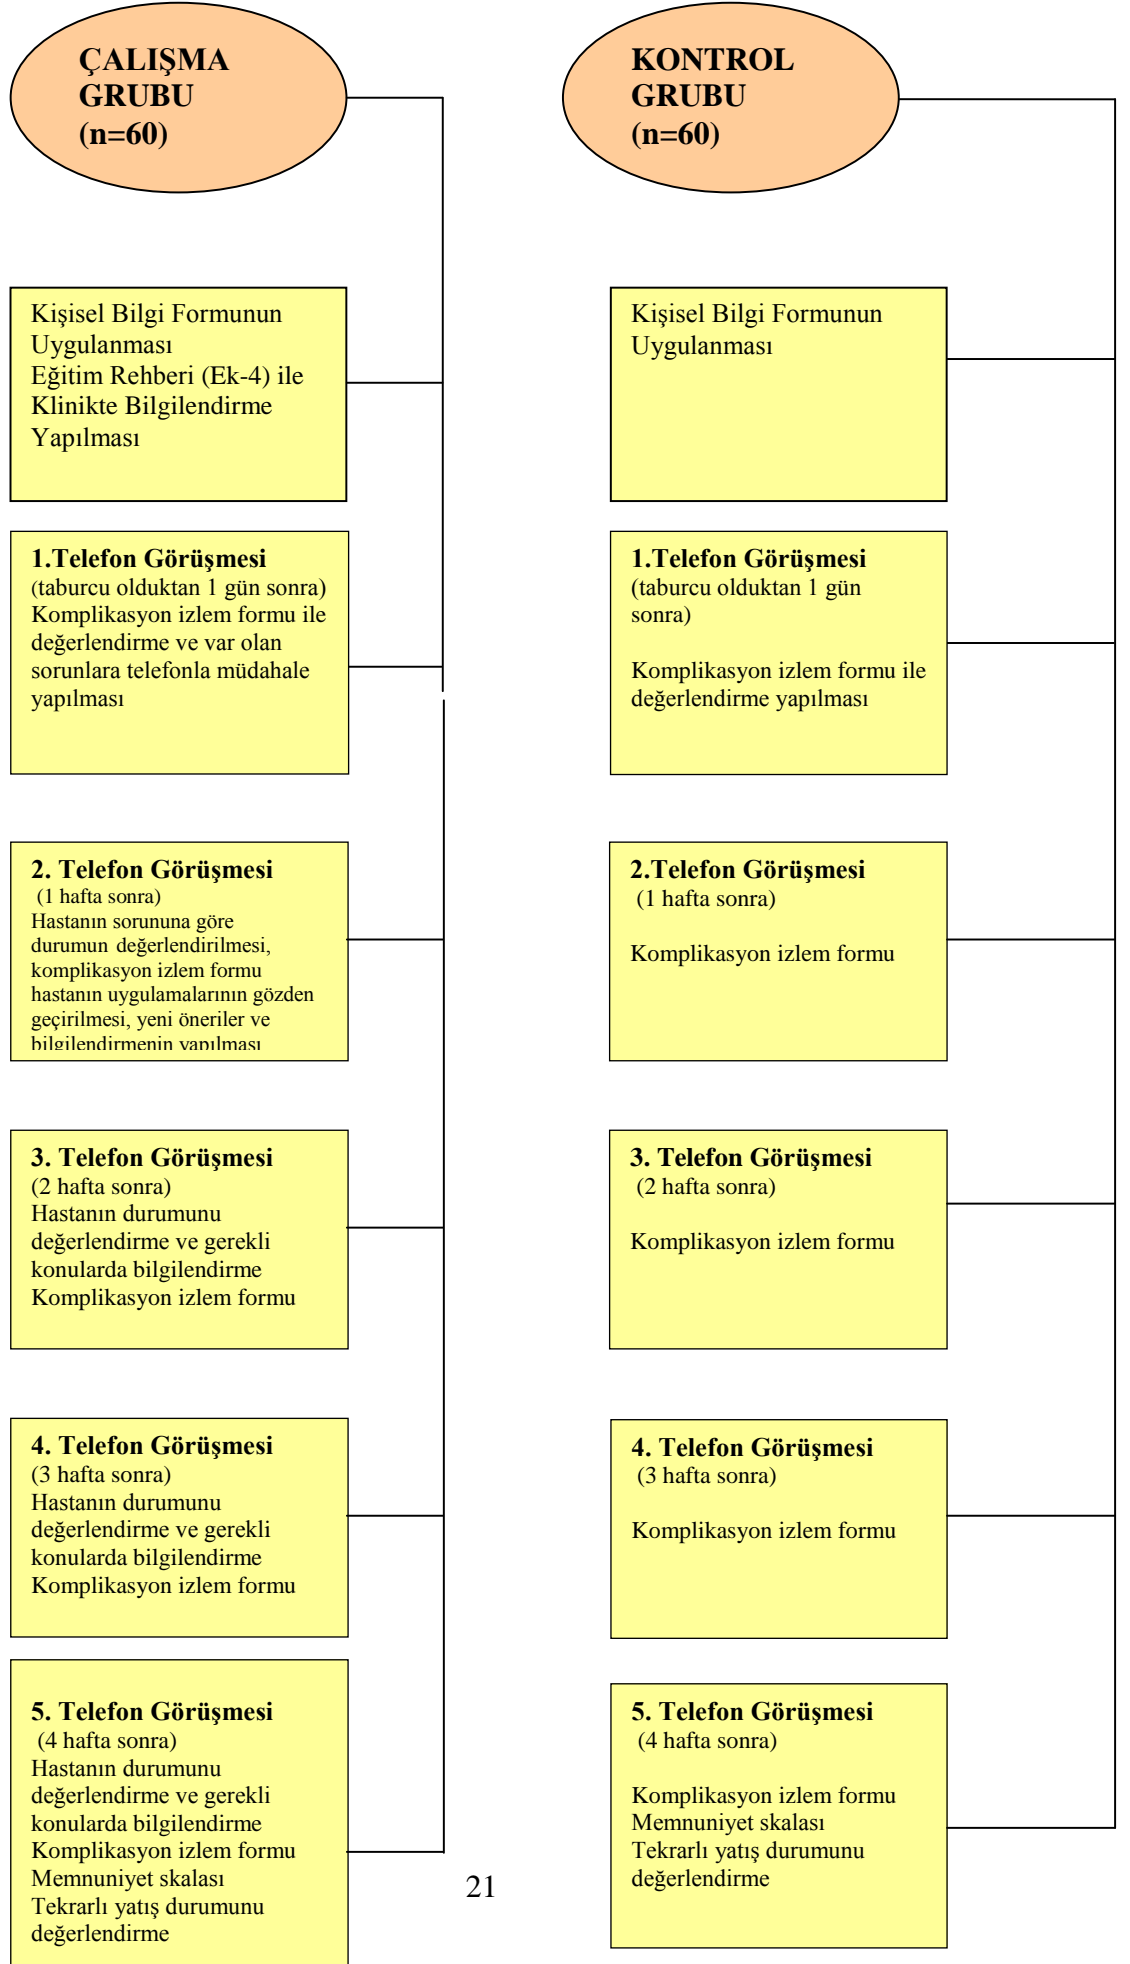 ÇALIŞMA
GRUBU
(n=60)
Kişisel Bilgi Formunun
Uygulanması
Eğitim Rehberi (Ek-4) ile
Klinikte Bilgilendirme
Yapılması
1.Telefon Görüşmesi
(taburcu olduktan 1 gün sonra)
Komplikasyon izlem formu ile
değerlendirme ve var olan
sorunlara telefonla müdahale
yapılması
2. Telefon Görüşmesi
(1 hafta sonra)
Hastanın sorununa göre
durumun değerlendirilmesi,
komplikasyon izlem formu
hastanın uygulamalarının gözden
geçirilmesi, yeni öneriler ve
bilgilendirmenin yapılması
3. Telefon Görüşmesi
(2 hafta sonra)
Hastanın durumunu
değerlendirme ve gerekli
konularda bilgilendirme
Komplikasyon izlem formu
4. Telefon Görüşmesi
(3 hafta sonra)
Hastanın durumunu
değerlendirme ve gerekli
konularda bilgilendirme
Komplikasyon izlem formu
5. Telefon Görüşmesi
(4 hafta sonra)
Hastanın durumunu
değerlendirme ve gerekli
konularda bilgilendirme
Komplikasyon izlem formu
Memnuniyet skalası
Tekrarlı yatış durumunu
değerlendirme
KONTROL
GRUBU
(n=60)
Kişisel Bilgi Formunun
Uygulanması
1.Telefon Görüşmesi
(taburcu olduktan 1 gün
sonra)
Komplikasyon izlem formu ile
değerlendirme yapılması
2.Telefon Görüşmesi
(1 hafta sonra)
Komplikasyon izlem formu
3. Telefon Görüşmesi
(2 hafta sonra)
Komplikasyon izlem formu
4. Telefon Görüşmesi
(3 hafta sonra)
Komplikasyon izlem formu
5. Telefon Görüşmesi
(4 hafta sonra)
Komplikasyon izlem formu
Memnuniyet skalası
Tekrarlı yatış durumunu
değerlendirme
21